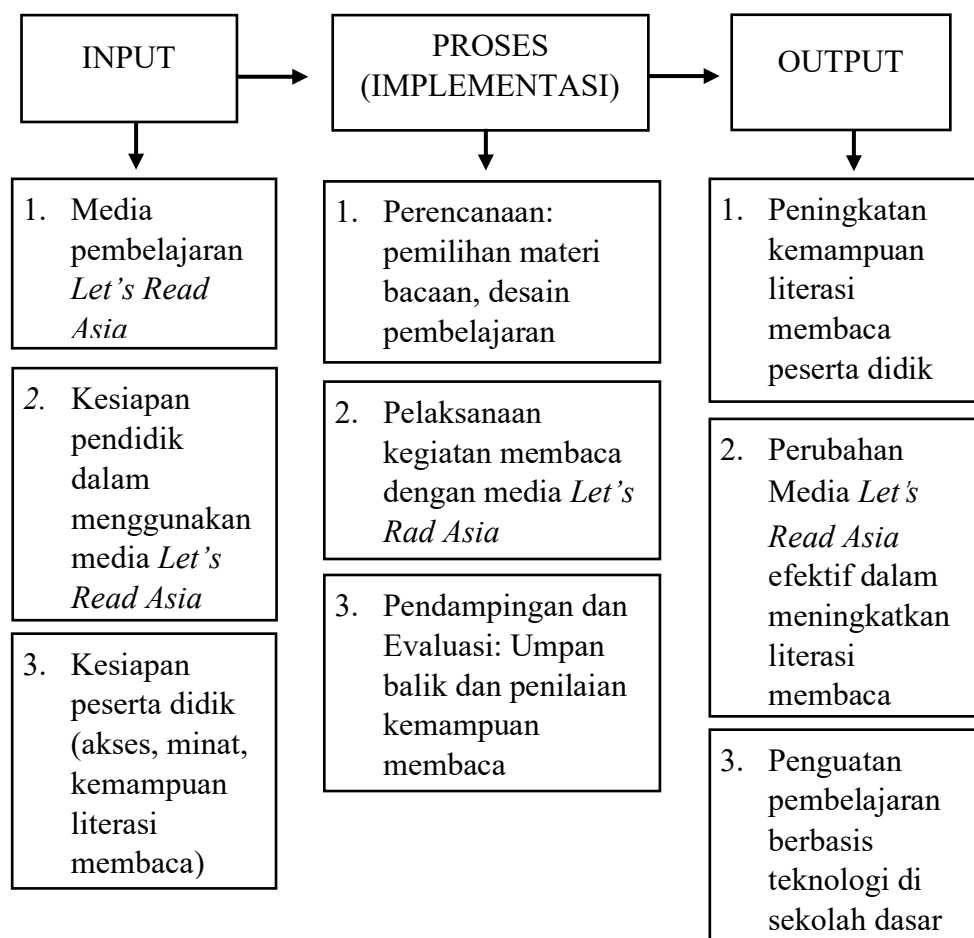 INPUT
PROSES
(IMPLEMENTASI)
OUTPUT
1. Media
pembelajaran
Let's Read
Asia
2. Kesiapan
pendidik
dalam
menggunakan
media Let's
Read Asia
3. Kesiapan
peserta didik
(akses, minat,
kemampuan
literasi
membaca)
1. Perencanaan:
pemilihan materi
bacaan, desain
pembelajaran
2. Pelaksanaan
kegiatan membaca
dengan media Let's
Rad Asia
3. Pendampingan dan
Evaluasi: Umpan
balik dan penilaian
kemampuan
membaca
1. Peningkatan
kemampuan
literasi
membaca
peserta didik
2. Perubahan
Media Let's
Read Asia
efektif dalam
meningkatkan
literasi
membaca
3. Penguatan
pembelajaran
berbasis
teknologi di
sekolah dasar